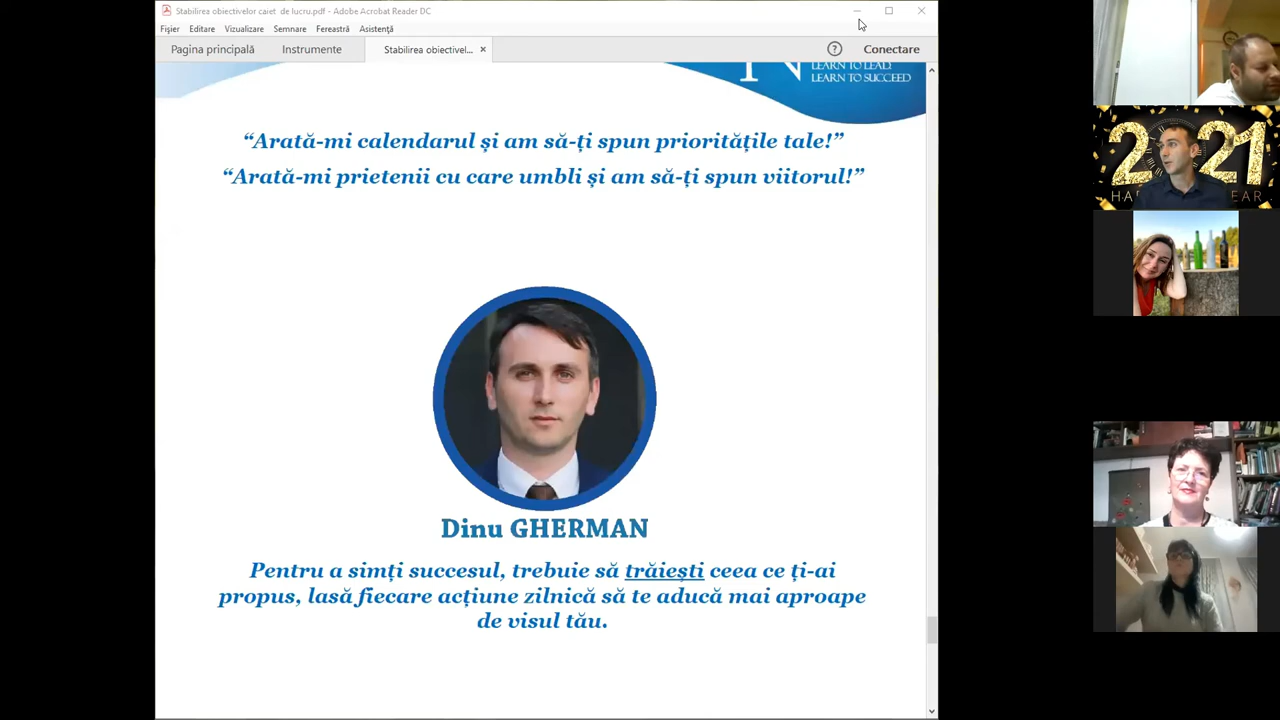 Stabilirea obiectivelor caiet de lucru.pdf - Adobe Acrobat Reader DC
Fișier Editare Vizualizare Semnare Fereastră Asistență
Pagina principală Instrumente Stabilirea obiectivel... × ? Conectare
LEARN TO LEAD
LEARN TO SUCCEED
“Arată-mi calendarul și am să-ți spun prioritățile tale!”
“Arată-mi prietenii cu care umbli și am să-ți spun viitorul!”
Dinu GHERMAN
Pentru a simți succesul, trebuie să trăiești ceea ce ți-ai
propus, lasă fiecare acțiune zilnică să te aducă mai aproape
de visul tău.
2021